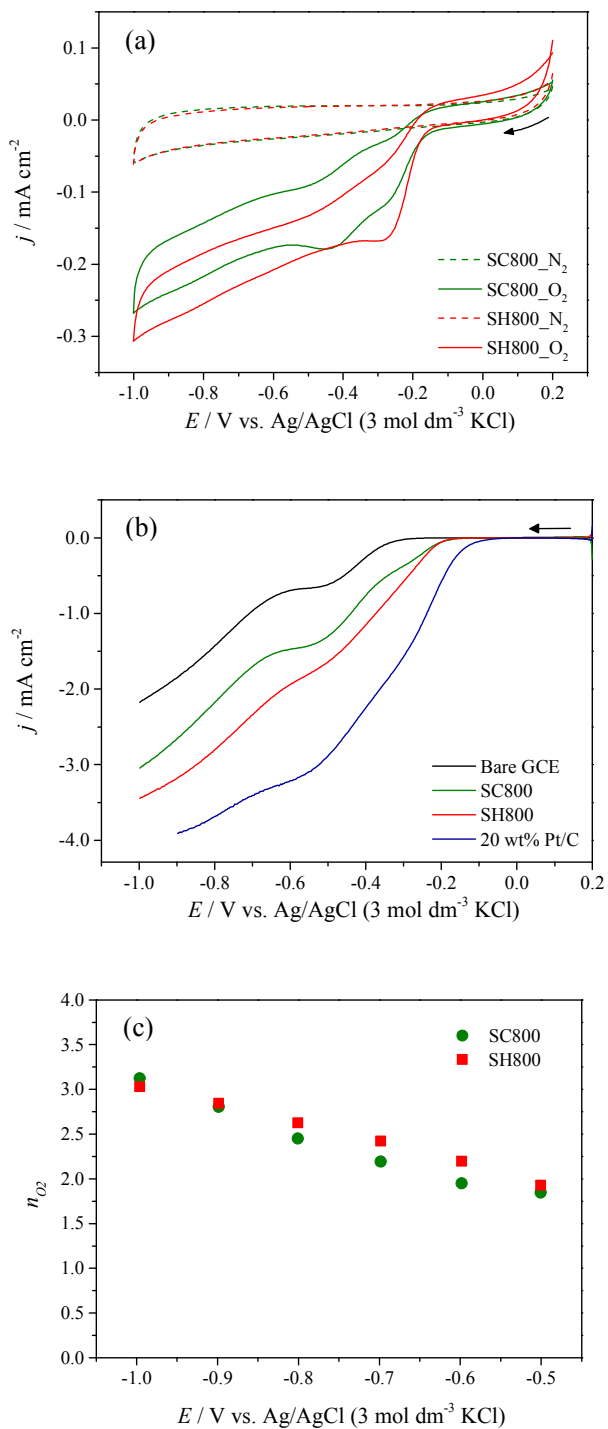 (a)
0.1
0.0
-0.1
-0.2
-0.3
j / mA cm⁻²
SC800_N₂
SC800_O₂
SH800_N₂
SH800_O₂
-1.0 -0.8 -0.6 -0.4 -0.2 0.0 0.2
E / V vs. Ag/AgCl (3 mol dm⁻³ KCl)
(b)
0.0
-1.0
-2.0
-3.0
-4.0
j / mA cm⁻²
Bare GCE
SC800
SH800
20 wt% Pt/C
-1.0 -0.8 -0.6 -0.4 -0.2 0.0 0.2
E / V vs. Ag/AgCl (3 mol dm⁻³ KCl)
(c)
4.0
3.5
3.0
2.5
2.0
1.5
1.0
0.5
0.0
n_O2
SC800
SH800
-1.0 -0.9 -0.8 -0.7 -0.6 -0.5
E / V vs. Ag/AgCl (3 mol dm⁻³ KCl)